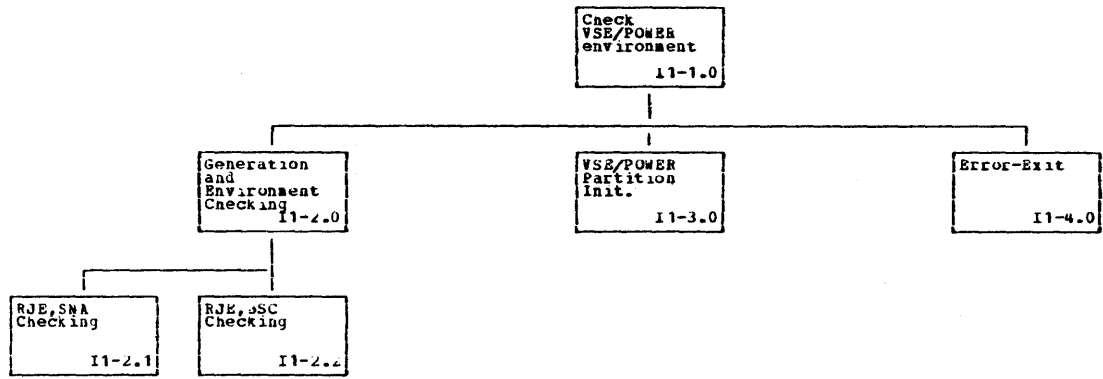 Check
VSE/POWER
environment
I1-1.0
Generation
and
Environment
Checking
I1-2.0
VSE/POWER
Partition
Init.
I1-3.0
Error-Exit
I1-4.0
RJE,SNA
Checking
I1-2.1
RJE,BSC
Checking
I1-2.2